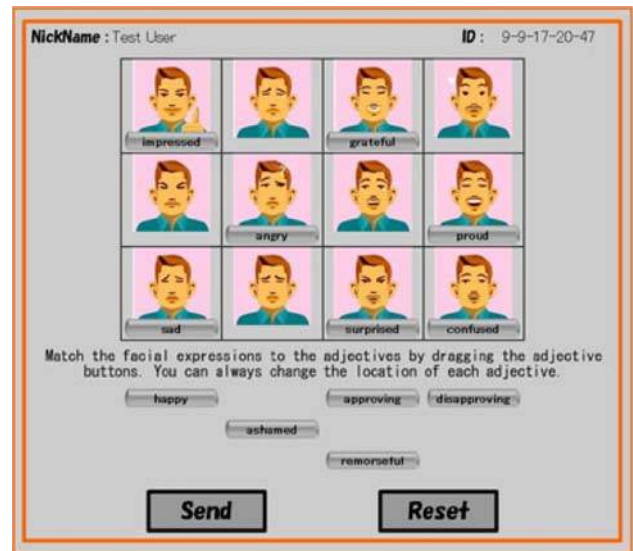 NickName : Test User ID : 9-9-17-20-47
impressed grateful
angry proud
sad surprised confused
Match the facial expressions to the adjectives by dragging the adjective
buttons. You can always change the location of each adjective.
happy approving disapproving
ashamed
remorseful
Send Reset